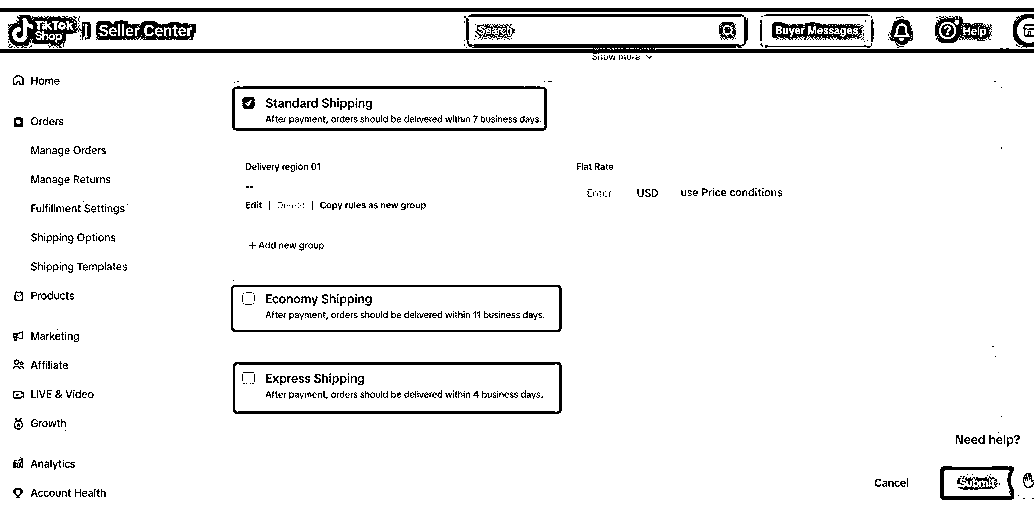 TikTok Shop | Seller Center
Search
Buyer Messages
Help
Show more
Home
Orders
Manage Orders
Manage Returns
Fulfillment Settings
Shipping Options
Shipping Templates
Products
Marketing
Affiliate
LIVE & Video
Growth
Analytics
Account Health
Standard Shipping
After payment, orders should be delivered within 7 business days.
Delivery region 01
--
Edit | Delete | Copy rules as new group
Flat Rate
Enter USD use Price conditions
+ Add new group
Economy Shipping
After payment, orders should be delivered within 11 business days.
Express Shipping
After payment, orders should be delivered within 4 business days.
Need help?
Cancel
Submit